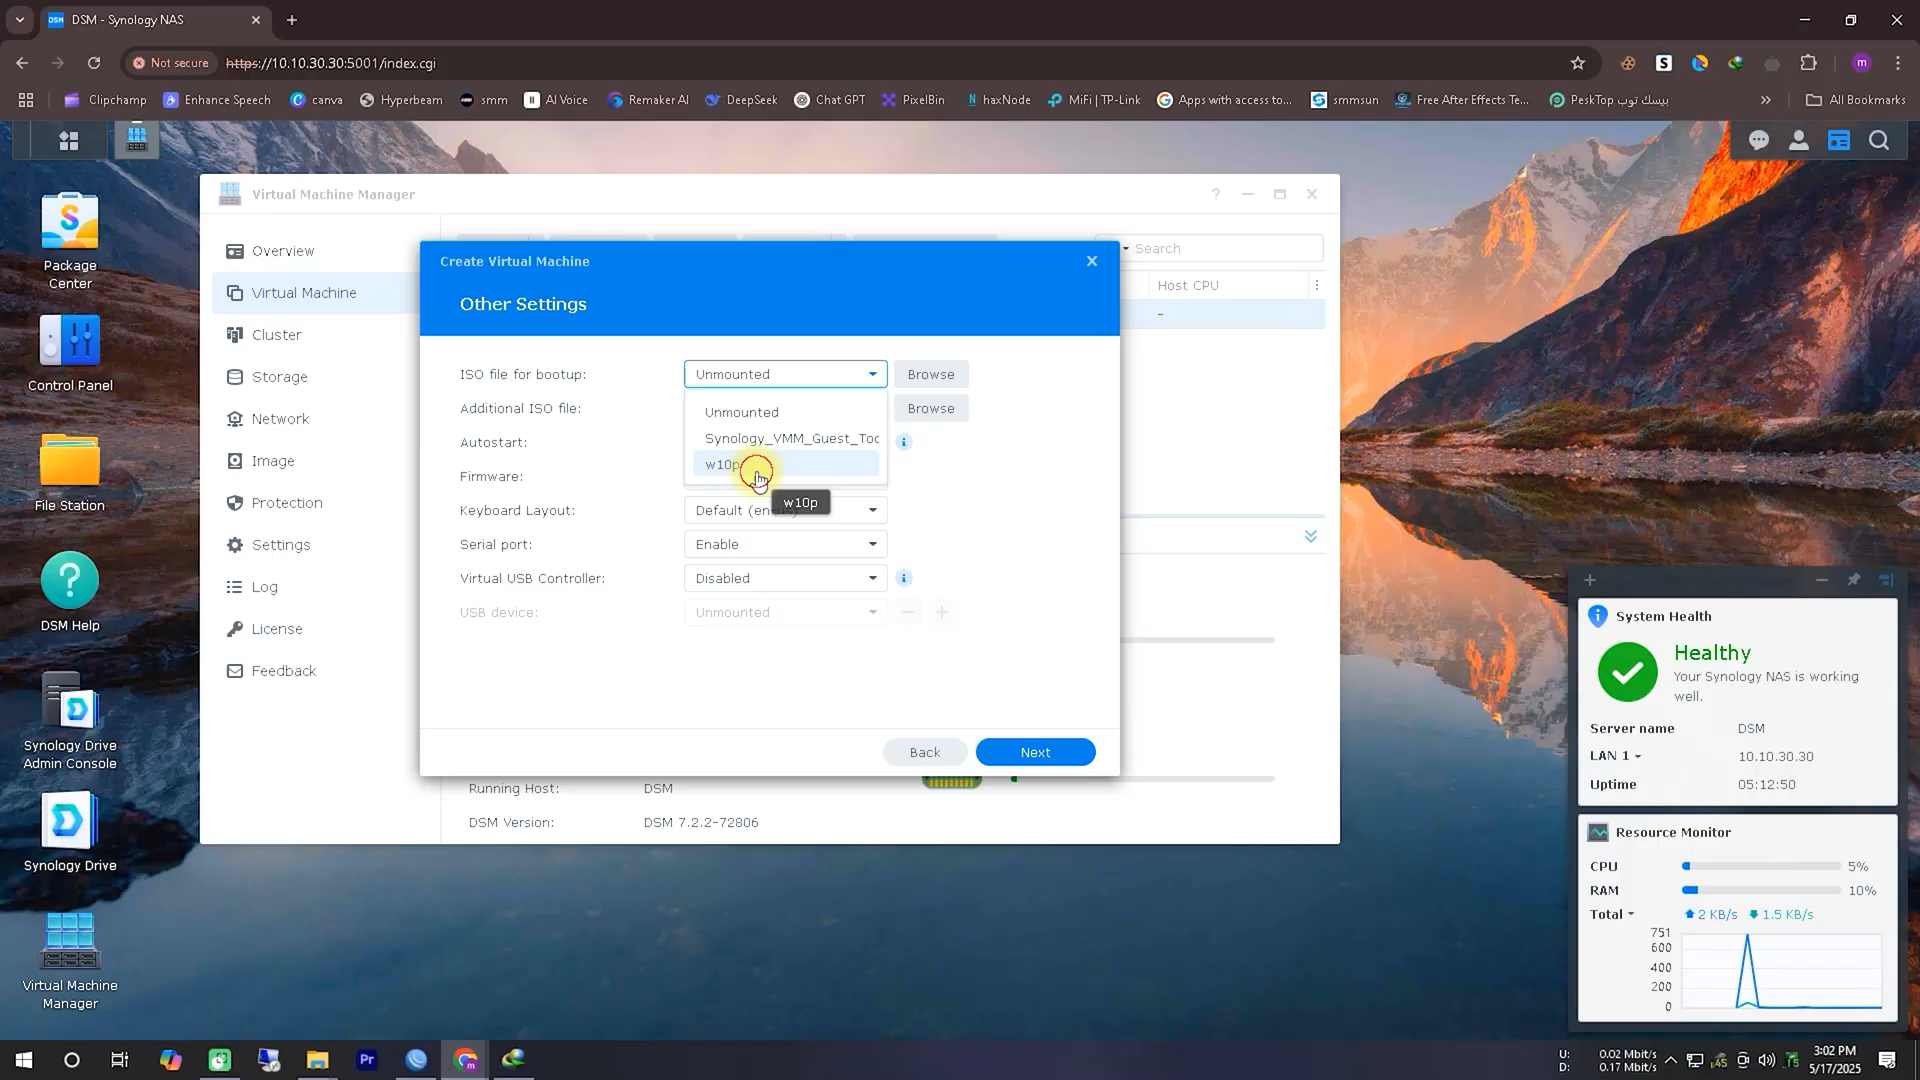 DSM - Synology NAS
Not secure
https://10.10.30.30:5001/index.cgi
Clipchamp
Enhance Speech
canva
Hyperbeam
smm
AI Voice
Remaker AI
DeepSeek
Chat GPT
PixelBin
haxNode
MiFi | TP-Link
Apps with access to...
smmsun
Free After Effects Te...
PeskTop بيسك توب
All Bookmarks
Package Center
Control Panel
File Station
DSM Help
Synology Drive Admin Console
Synology Drive
Virtual Machine Manager
Virtual Machine Manager
Overview
Virtual Machine
Cluster
Storage
Network
Image
Protection
Settings
Log
License
Feedback
Search
Host CPU
-
Create Virtual Machine
Other Settings
ISO file for bootup:
Unmounted
Browse
Additional ISO file:
Browse
Unmounted
Synology_VMM_Guest_Too
w10p
w10p
Autostart:
Firmware:
Keyboard Layout:
Default (en-us)
Serial port:
Enable
Virtual USB Controller:
Disabled
USB device:
Unmounted
Back
Next
Running Host:
DSM
DSM Version:
DSM 7.2.2-72806
System Health
Healthy
Your Synology NAS is working well.
Server name
DSM
LAN 1
10.10.30.30
Uptime
05:12:50
Resource Monitor
CPU
5%
RAM
10%
Total
2 KB/s
1.5 KB/s
751
600
400
200
0
U: 0.02 Mbit/s
D: 0.17 Mbit/s
3:02 PM
5/17/2025